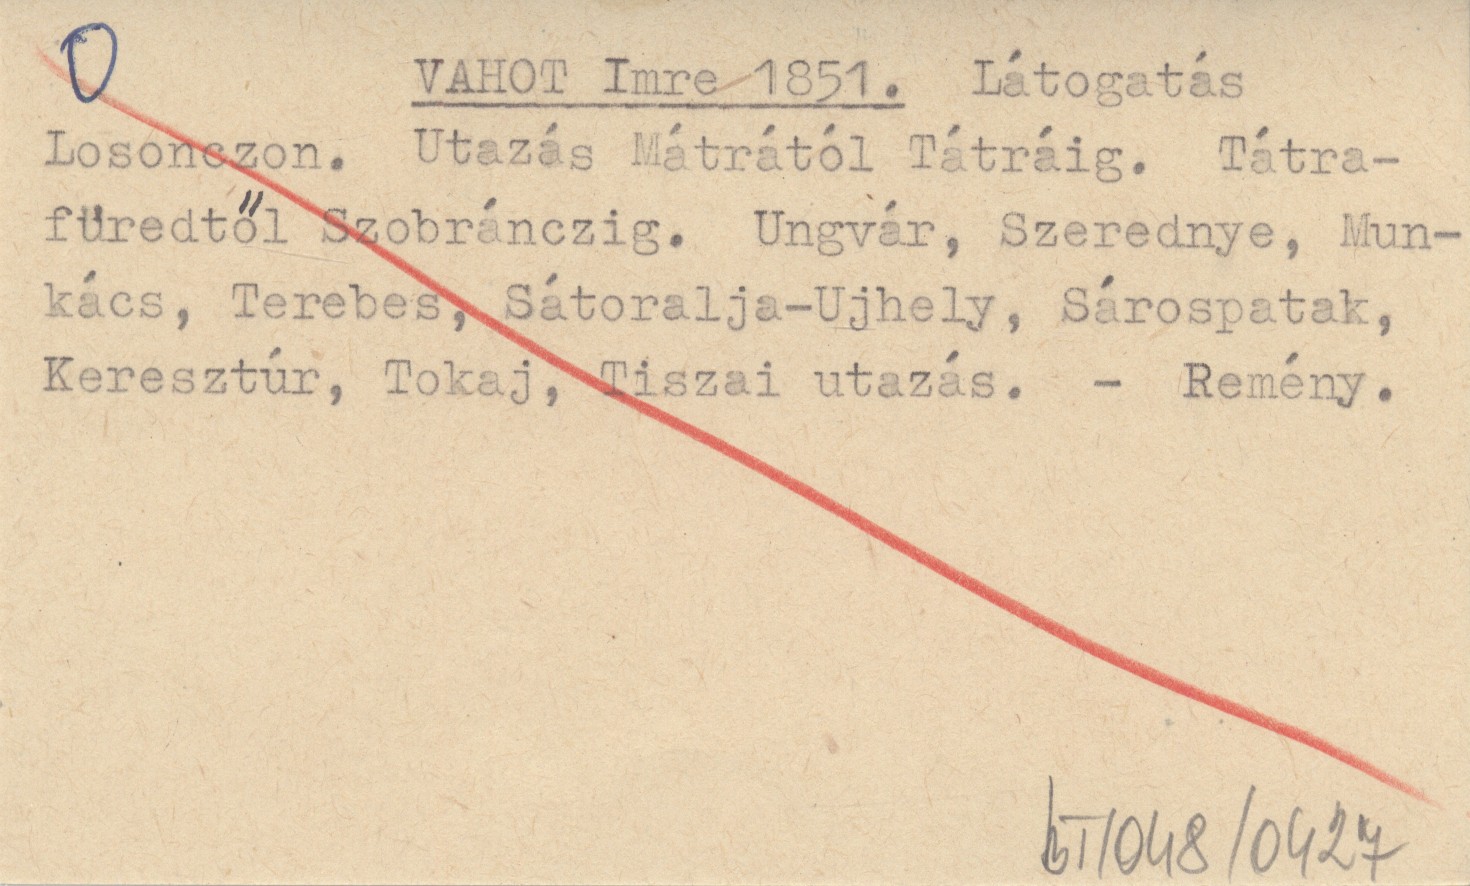 O
VAHOT Imre 1851. Látogatás
Losonczon. Utazás Mátrától Tátráig. Tátra-
füredtől Szobránczig. Ungvár, Szerednye, Mun-
kács, Terebes, Sátoralja-Ujhely, Sárospatak,
Keresztúr, Tokaj, Tiszai utazás. - Remény.
bT/048/0427